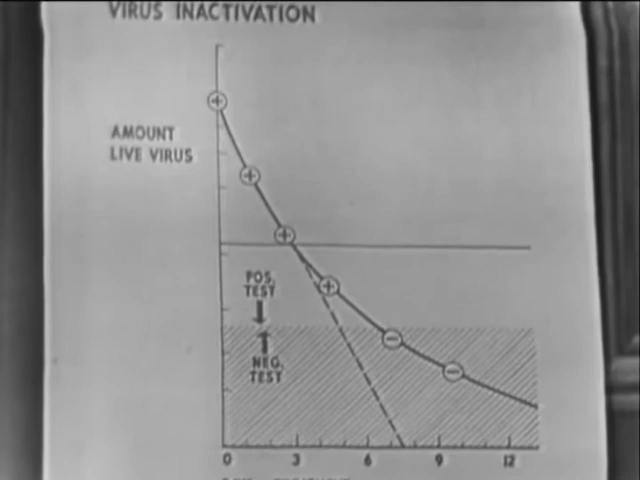 VIRUS INACTIVATION
AMOUNT
LIVE VIRUS
POS.
TEST
NEG.
TEST
0 3 6 9 12